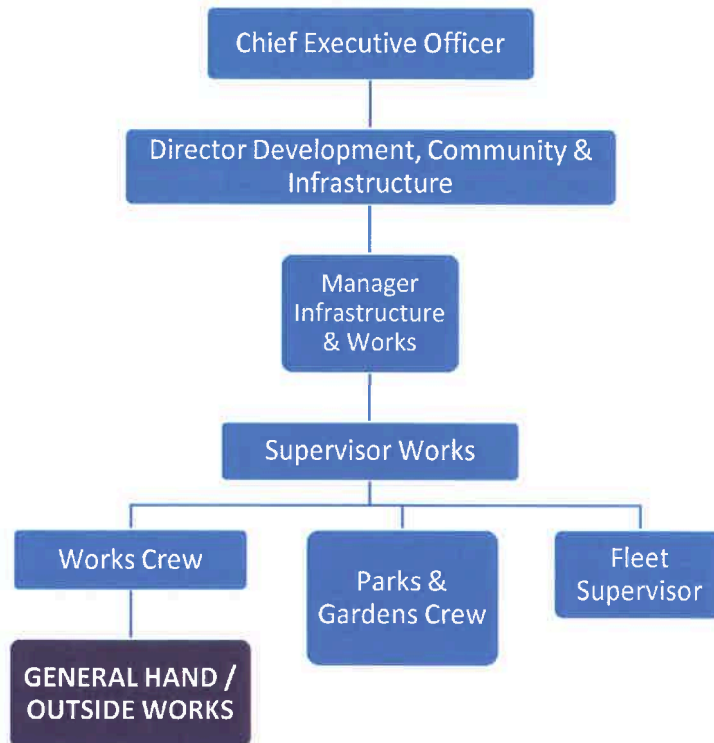 Chief Executive Officer
Director Development, Community &
Infrastructure
Manager
Infrastructure
& Works
Supervisor Works
Works Crew
Parks &
Gardens Crew
Fleet
Supervisor
GENERAL HAND /
OUTSIDE WORKS